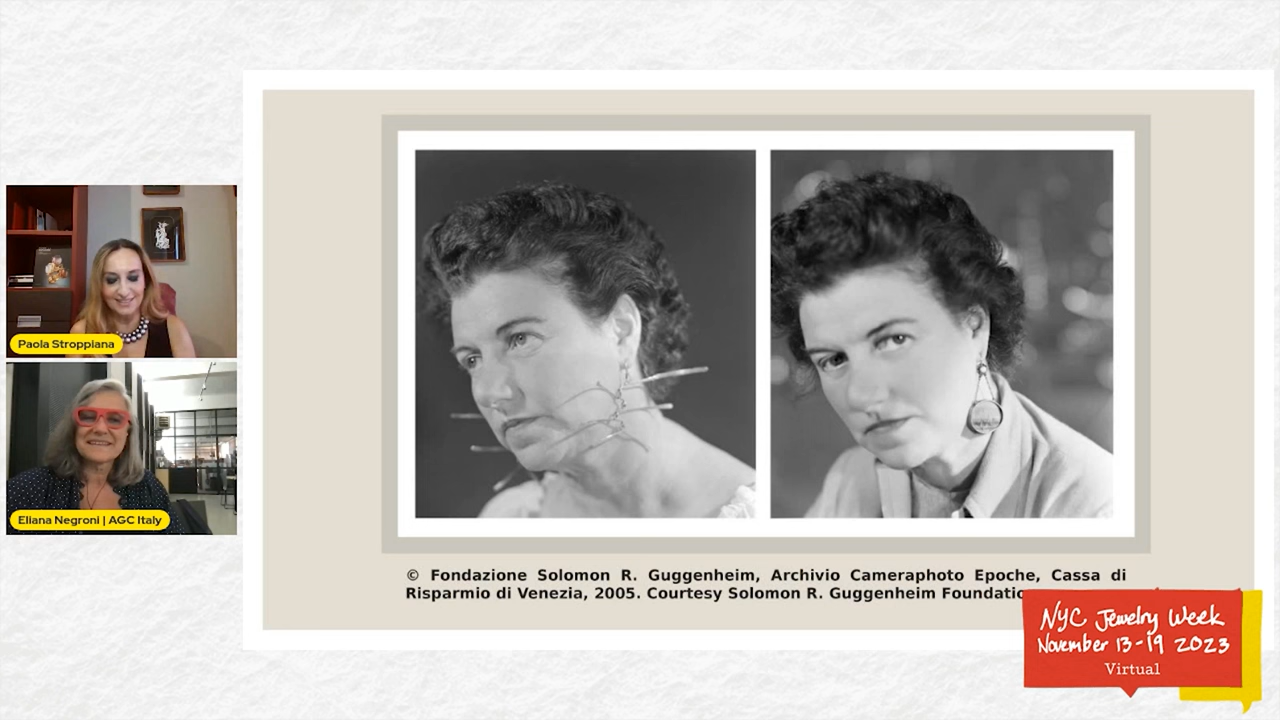 Paola Stroppiana
Eliana Negroni | AGC Italy
© Fondazione Solomon R. Guggenheim, Archivio Cameraphoto Epoche, Cassa di
Risparmio di Venezia, 2005. Courtesy Solomon R. Guggenheim
NYC Jewelry Week
November 13-19 2023
Virtual